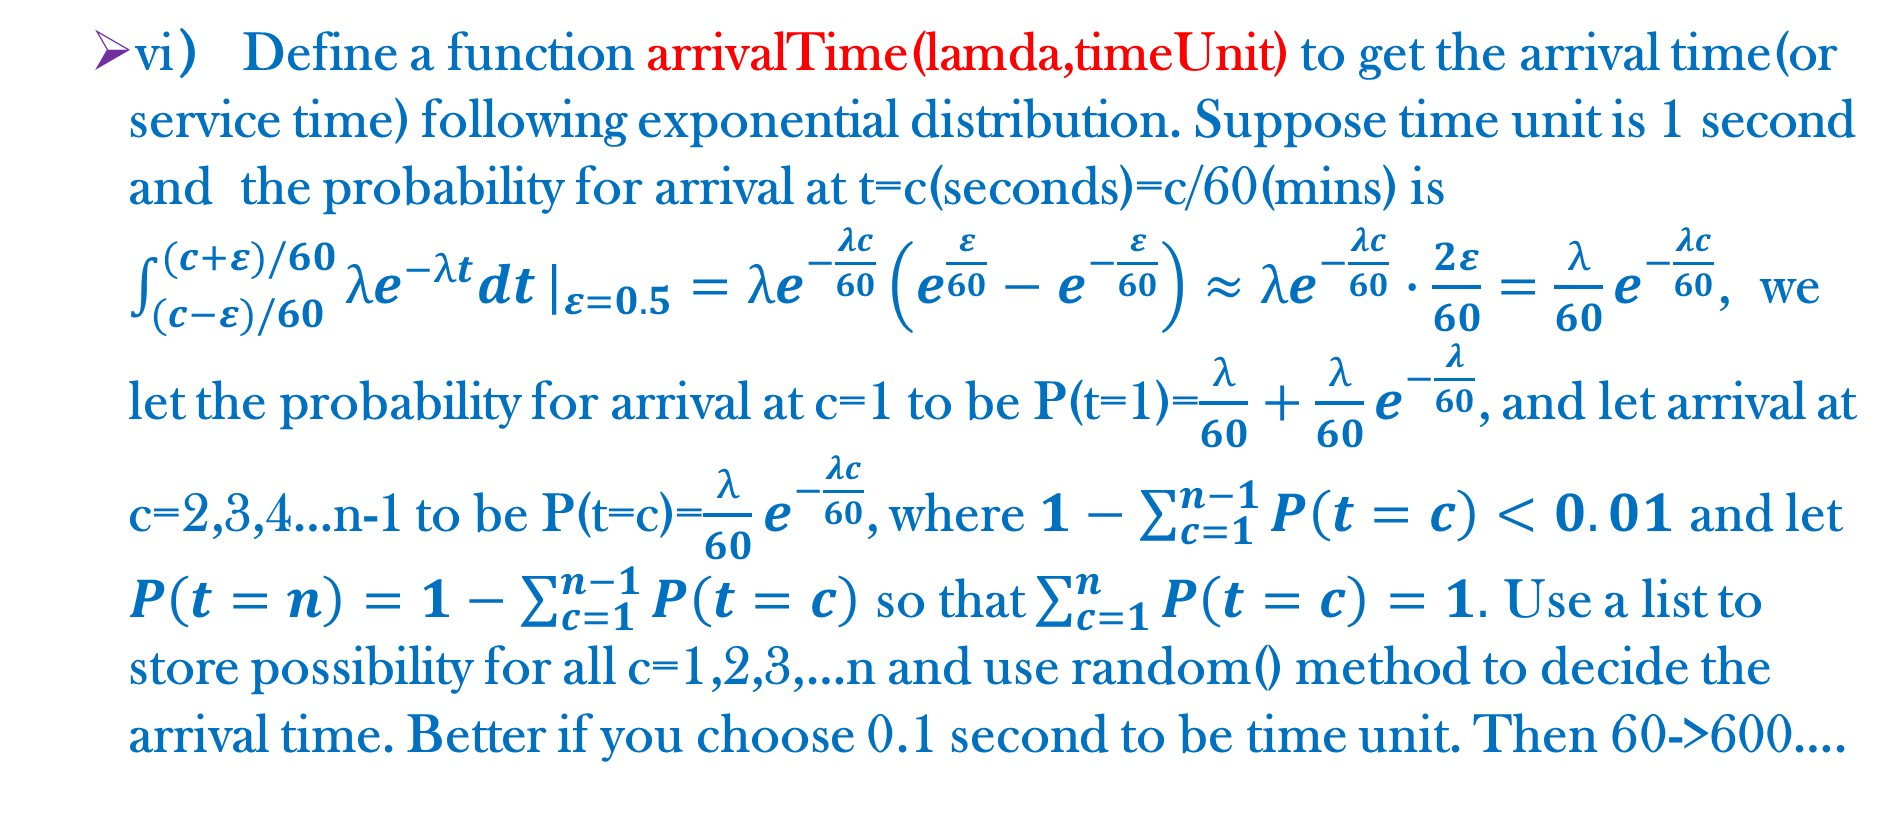 ➢vi) Define a function arrivalTime(lamda,timeUnit) to get the arrival time(or
service time) following exponential distribution. Suppose time unit is 1 second
and the probability for arrival at t=c(seconds)=c/60(mins) is
∫_{(c−ε)/60}^{(c+ε)/60} λe^{−λt} dt |_{ε=0.5} = λe^{−λc/60} (e^{ε/60} − e^{−ε/60}) ≈ λe^{−λc/60} · 2ε/60 = λ/60 e^{−λc/60}, we
let the probability for arrival at c=1 to be P(t=1)=λ/60 + λ/60 e^{−λ/60}, and let arrival at
c=2,3,4...n-1 to be P(t=c)=λ/60 e^{−λc/60}, where 1 − ∑_{c=1}^{n−1} P(t = c) < 0.01 and let
P(t = n) = 1 − ∑_{c=1}^{n−1} P(t = c) so that ∑_{c=1}^{n} P(t = c) = 1. Use a list to
store possibility for all c=1,2,3,...n and use random() method to decide the
arrival time. Better if you choose 0.1 second to be time unit. Then 60->600....